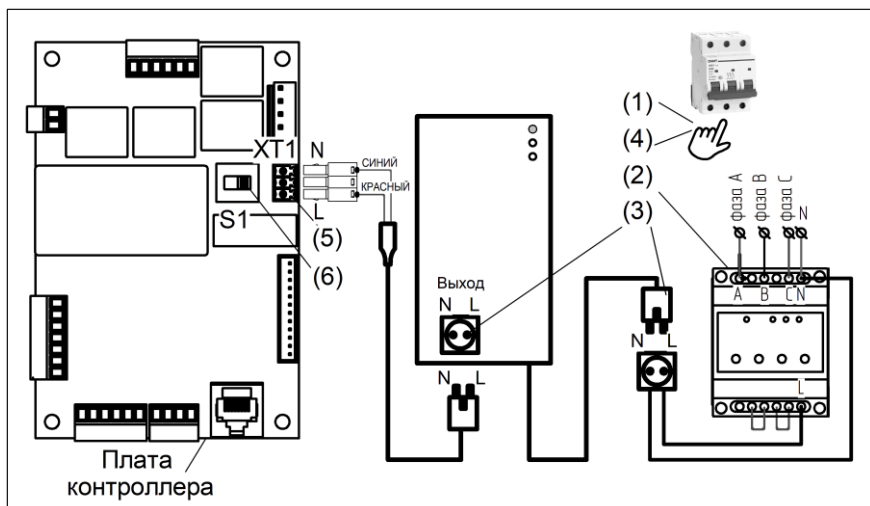 (1)
(4)
(2)
(3)
фаза A
фаза B
фаза C
N
XT1
N
СИНИЙ
КРАСНЫЙ
L
S1
(5)
(6)
A
B
C
N
Выход
N L
N L
N L
L
Плата
контроллера